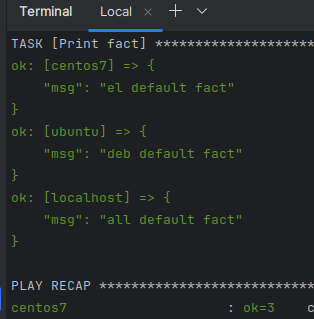 Terminal Local × + ∨
TASK [Print fact] ********************
ok: [centos7] => {
    "msg": "el default fact"
}
ok: [ubuntu] => {
    "msg": "deb default fact"
}
ok: [localhost] => {
    "msg": "all default fact"
}
PLAY RECAP ***************************
centos7                    : ok=3    c